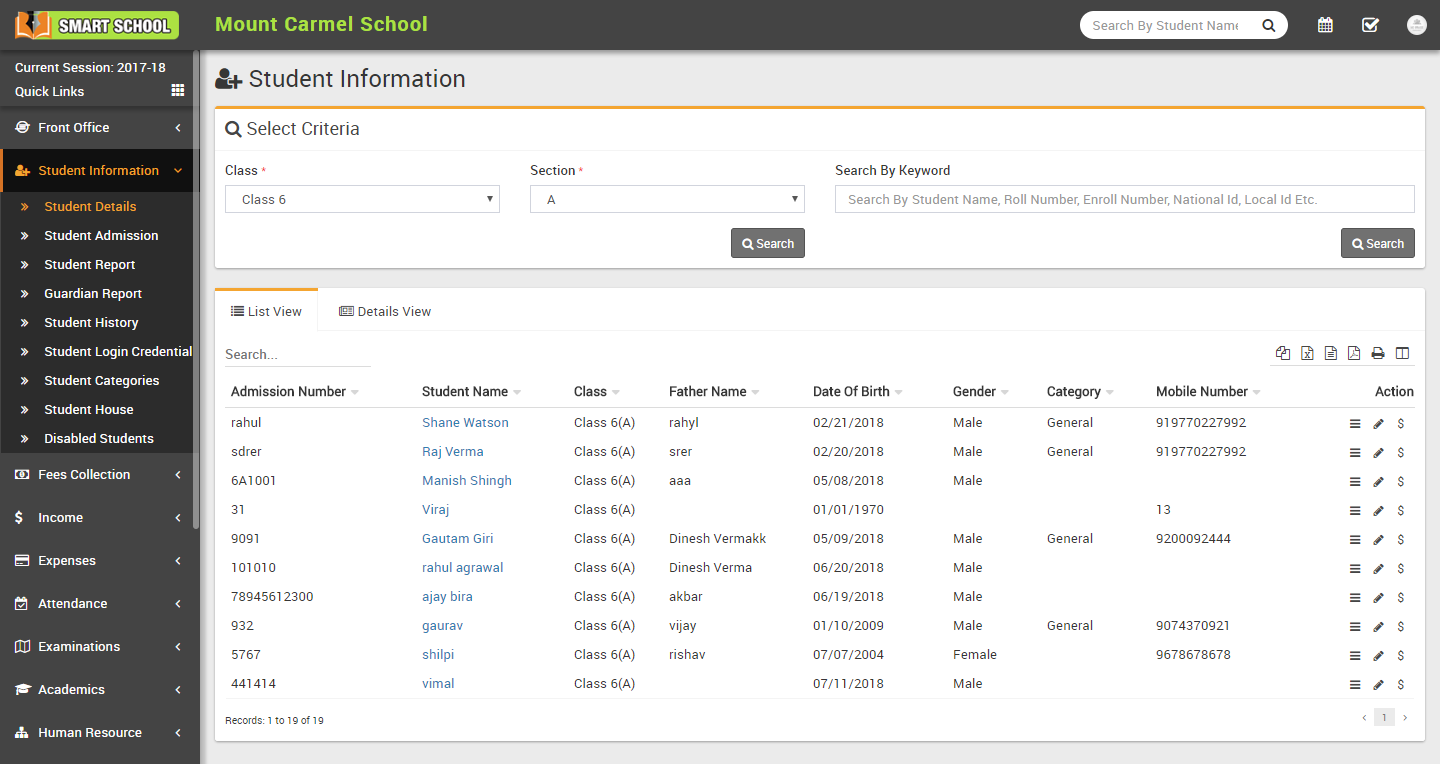 SMART SCHOOL
Mount Carmel School
Search By Student Name
Current Session: 2017-18
Quick Links
Front Office
Student Information
Student Details
Student Admission
Student Report
Guardian Report
Student History
Student Login Credential
Student Categories
Student House
Disabled Students
Fees Collection
Income
Expenses
Attendance
Examinations
Academics
Human Resource
Student Information
Select Criteria
Class * Section * Search By Keyword
Class 6 A Search By Student Name, Roll Number, Enroll Number, National Id, Local Id Etc.
Search Search
List View Details View
Search...
Admission Number Student Name Class Father Name Date Of Birth Gender Category Mobile Number Action
rahul Shane Watson Class 6(A) rahyl 02/21/2018 Male General 919770227992
sdrer Raj Verma Class 6(A) srer 02/20/2018 Male General 919770227992
6A1001 Manish Shingh Class 6(A) aaa 05/08/2018 Male
31 Viraj Class 6(A) 01/01/1970 13
9091 Gautam Giri Class 6(A) Dinesh Vermakk 05/09/2018 Male General 9200092444
101010 rahul agrawal Class 6(A) Dinesh Verma 06/20/2018 Male
78945612300 ajay bira Class 6(A) akbar 06/19/2018 Male
932 gaurav Class 6(A) vijay 01/10/2009 Male General 9074370921
5767 shilpi Class 6(A) rishav 07/07/2004 Female 9678678678
441414 vimal Class 6(A) 07/11/2018 Male
Records: 1 to 19 of 19 1